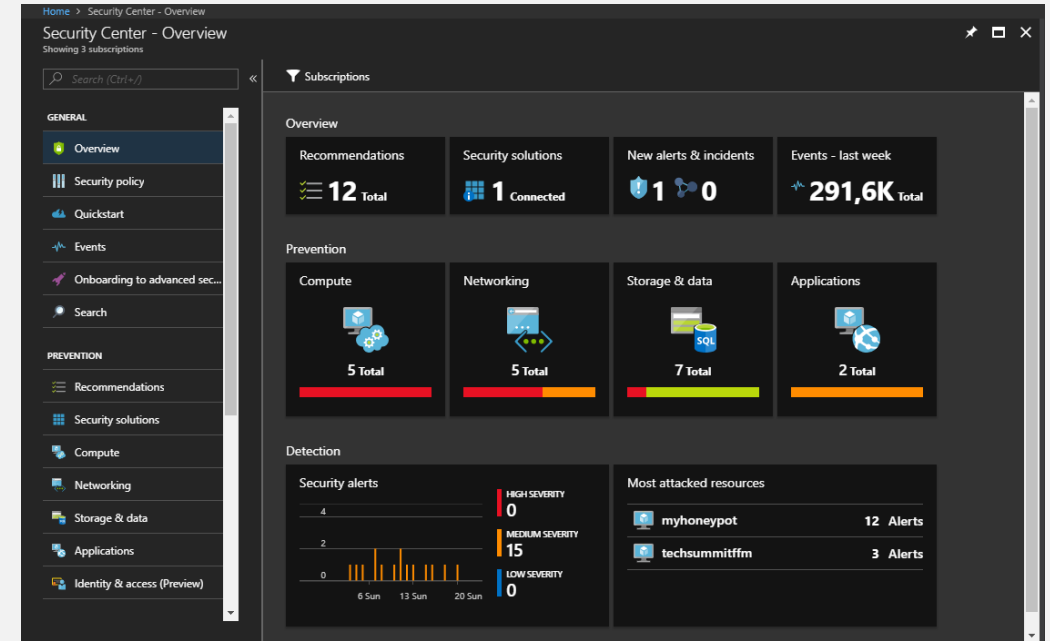 Home > Security Center - Overview
Security Center - Overview
Showing 3 subscriptions
Search (Ctrl+/)
«
Subscriptions
GENERAL
Overview
Security policy
Quickstart
Events
Onboarding to advanced sec...
Search
PREVENTION
Recommendations
Security solutions
Compute
Networking
Storage & data
Applications
Identity & access (Preview)
Overview
Recommendations
12 Total
Security solutions
1 Connected
New alerts & incidents
1 0
Events - last week
291,6K Total
Prevention
Compute
5 Total
Networking
5 Total
Storage & data
SQL
7 Total
Applications
2 Total
Detection
Security alerts
4
2
0
6 Sun 13 Sun 20 Sun
HIGH SEVERITY
0
MEDIUM SEVERITY
15
LOW SEVERITY
0
Most attacked resources
myhoneypot 12 Alerts
techsummitffm 3 Alerts